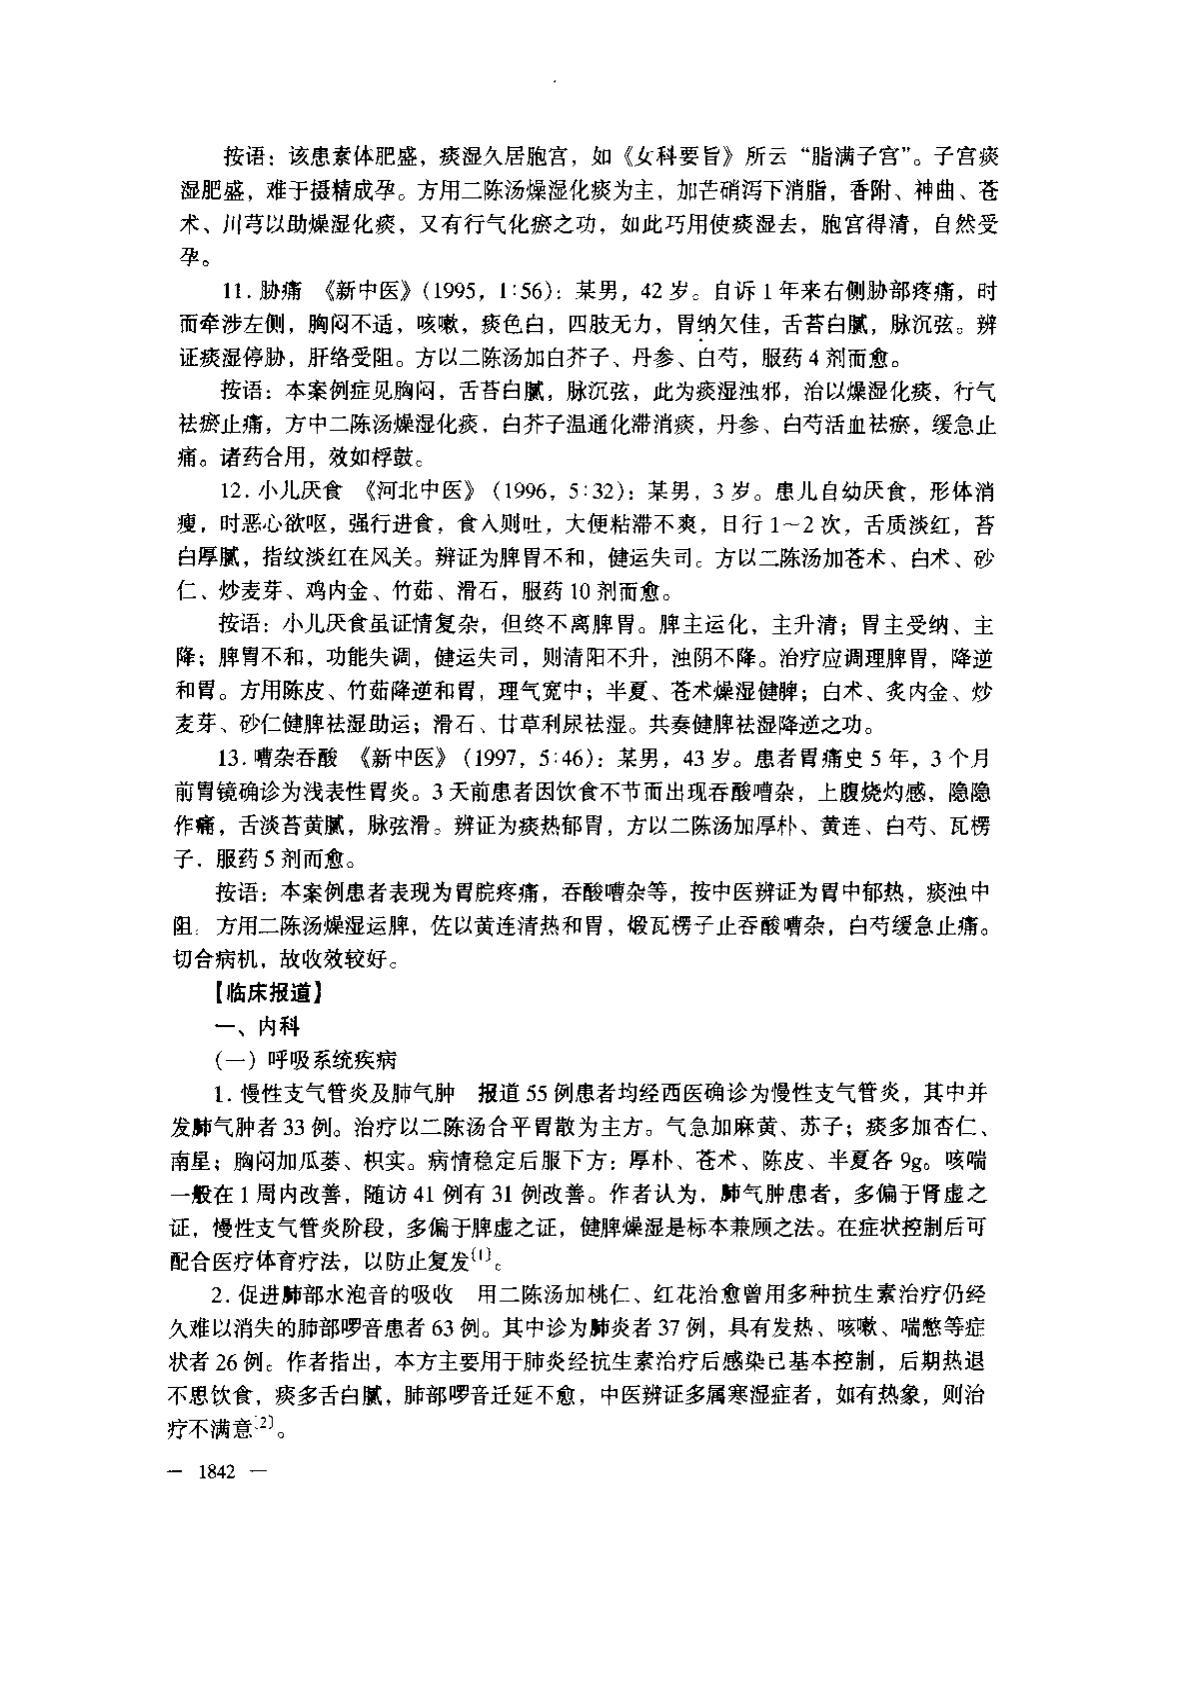 按语：该患素体肥盛，痰湿久居胞宫，如《女科要旨》所云“脂满子宫”。子宫痰
湿肥盛，难于摄精成孕。方用二陈汤燥湿化痰为主，加芒硝泻下消脂，香附、神曲、苍
术、川芎以助燥湿化痰，又有行气化瘀之功，如此巧用使痰湿去，胞宫得清，自然受
孕。
11. 胁痛 《新中医》(1995，1:56)：某男，42 岁。自诉 1 年来右侧胁部疼痛，时
而牵涉左侧，胸闷不适，咳嗽，痰色白，四肢无力，胃纳欠佳，舌苔白腻，脉沉弦。辨
证痰湿停胁，肝络受阻。方以二陈汤加白芥子、丹参、白芍，服药 4 剂而愈。
按语：本案例症见胸闷，舌苔白腻，脉沉弦，此为痰湿浊邪，治以燥湿化痰，行气
祛瘀止痛，方中二陈汤燥湿化痰，白芥子温通化滞消痰，丹参、白芍活血祛瘀，缓急止
痛。诸药合用，效如桴鼓。
12. 小儿厌食 《河北中医》(1996，5:32)：某男，3 岁。患儿自幼厌食，形体消
瘦，时恶心欲呕，强行进食，食入则吐，大便粘滞不爽，日行 1～2 次，舌质淡红，苔
白厚腻，指纹淡红在风关。辨证为脾胃不和，健运失司。方以二陈汤加苍术、白术、砂
仁、炒麦芽、鸡内金、竹茹、滑石，服药 10 剂而愈。
按语：小儿厌食虽证情复杂，但终不离脾胃。脾主运化，主升清；胃主受纳、主
降；脾胃不和，功能失调，健运失司，则清阳不升，浊阴不降。治疗应调理脾胃，降逆
和胃。方用陈皮、竹茹降逆和胃，理气宽中；半夏、苍术燥湿健脾；白术、炙内金、炒
麦芽、砂仁健脾祛湿助运；滑石、甘草利尿祛湿。共奏健脾祛湿降逆之功。
13. 嘈杂吞酸 《新中医》(1997，5:46)：某男，43 岁。患者胃痛史 5 年，3 个月
前胃镜确诊为浅表性胃炎。3 天前患者因饮食不节而出现吞酸嘈杂，上腹烧灼感，隐隐
作痛，舌淡苔黄腻，脉弦滑。辨证为痰热郁胃，方以二陈汤加厚朴、黄连、白芍、瓦楞
子，服药 5 剂而愈。
按语：本案例患者表现为胃脘疼痛，吞酸嘈杂等，按中医辨证为胃中郁热，痰浊中
阻。方用二陈汤燥湿运脾，佐以黄连清热和胃，煅瓦楞子止吞酸嘈杂，白芍缓急止痛。
切合病机，故收效较好。
【临床报道】
一、内科
(一) 呼吸系统疾病
1. 慢性支气管炎及肺气肿 报道 55 例患者均经西医确诊为慢性支气管炎，其中并
发肺气肿者 33 例。治疗以二陈汤合平胃散为主方。气急加麻黄、苏子；痰多加杏仁、
南星；胸闷加瓜蒌、枳实。病情稳定后服下方：厚朴、苍术、陈皮、半夏各 9g。咳喘
一般在 1 周内改善，随访 41 例有 31 例改善。作者认为，肺气肿患者，多偏于肾虚之
证，慢性支气管炎阶段，多偏于脾虚之证，健脾燥湿是标本兼顾之法。在症状控制后可
配合医疗体育疗法，以防止复发[1]。
2. 促进肺部水泡音的吸收 用二陈汤加桃仁、红花治愈曾用多种抗生素治疗仍经
久难以消失的肺部啰音患者 63 例。其中诊为肺炎者 37 例，具有发热、咳嗽、喘憋等症
状者 26 例。作者指出，本方主要用于肺炎经抗生素治疗后感染已基本控制，后期热退
不思饮食，痰多舌白腻，肺部啰音迁延不愈，中医辨证多属寒湿症者，如有热象，则治
疗不满意[2]。
— 1842 —